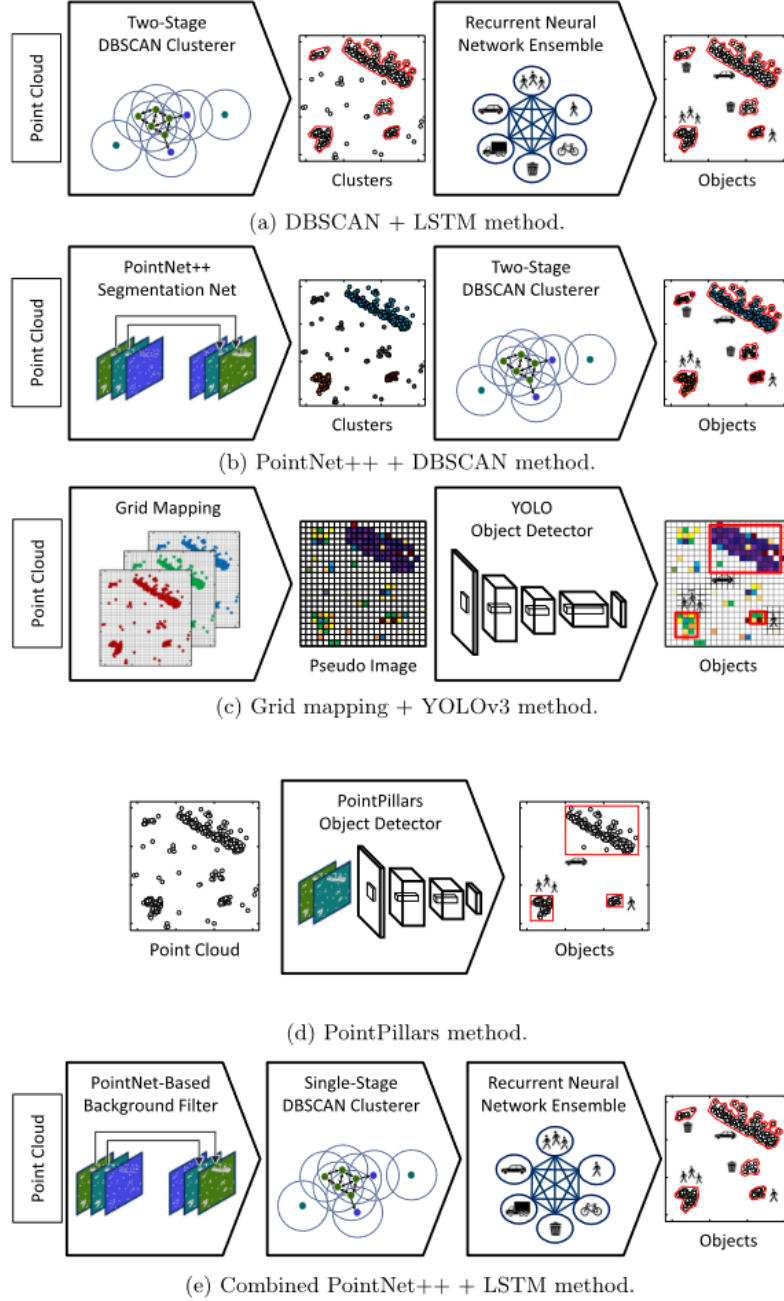 Point Cloud
Two-Stage
DBSCAN Clusterer
Clusters
Recurrent Neural
Network Ensemble
Objects
(a) DBSCAN + LSTM method.
Point Cloud
PointNet++
Segmentation Net
Clusters
Two-Stage
DBSCAN Clusterer
Objects
(b) PointNet++ + DBSCAN method.
Point Cloud
Grid Mapping
Pseudo Image
YOLO
Object Detector
Objects
(c) Grid mapping + YOLOv3 method.
Point Cloud
PointPillars
Object Detector
Objects
(d) PointPillars method.
Point Cloud
PointNet-Based
Background Filter
Single-Stage
DBSCAN Clusterer
Recurrent Neural
Network Ensemble
Objects
(e) Combined PointNet++ + LSTM method.